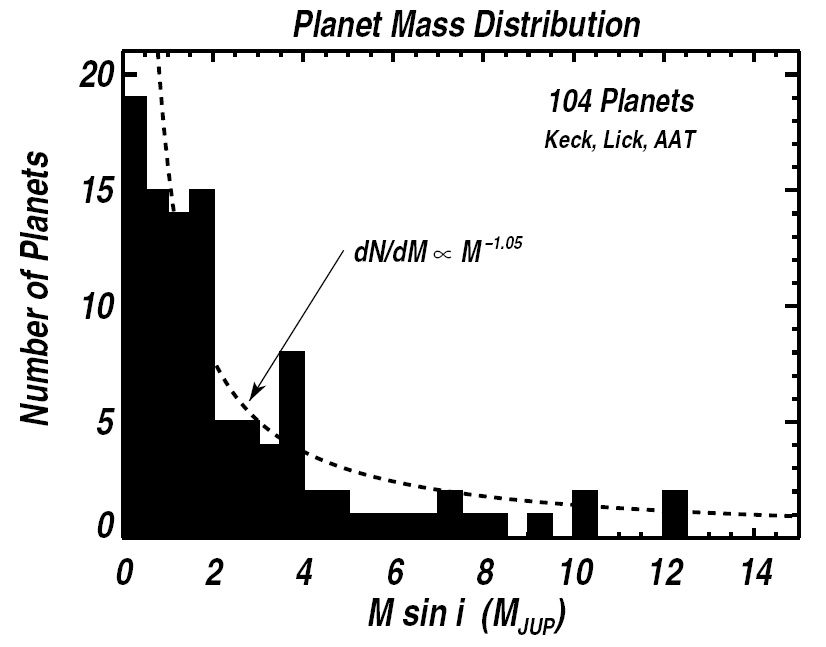 Planet Mass Distribution
104 Planets
Keck, Lick, AAT
dN/dM ∝ M⁻¹·⁰⁵
Number of Planets
20
15
10
5
0
0 2 4 6 8 10 12 14
M sin i (M_JUP)